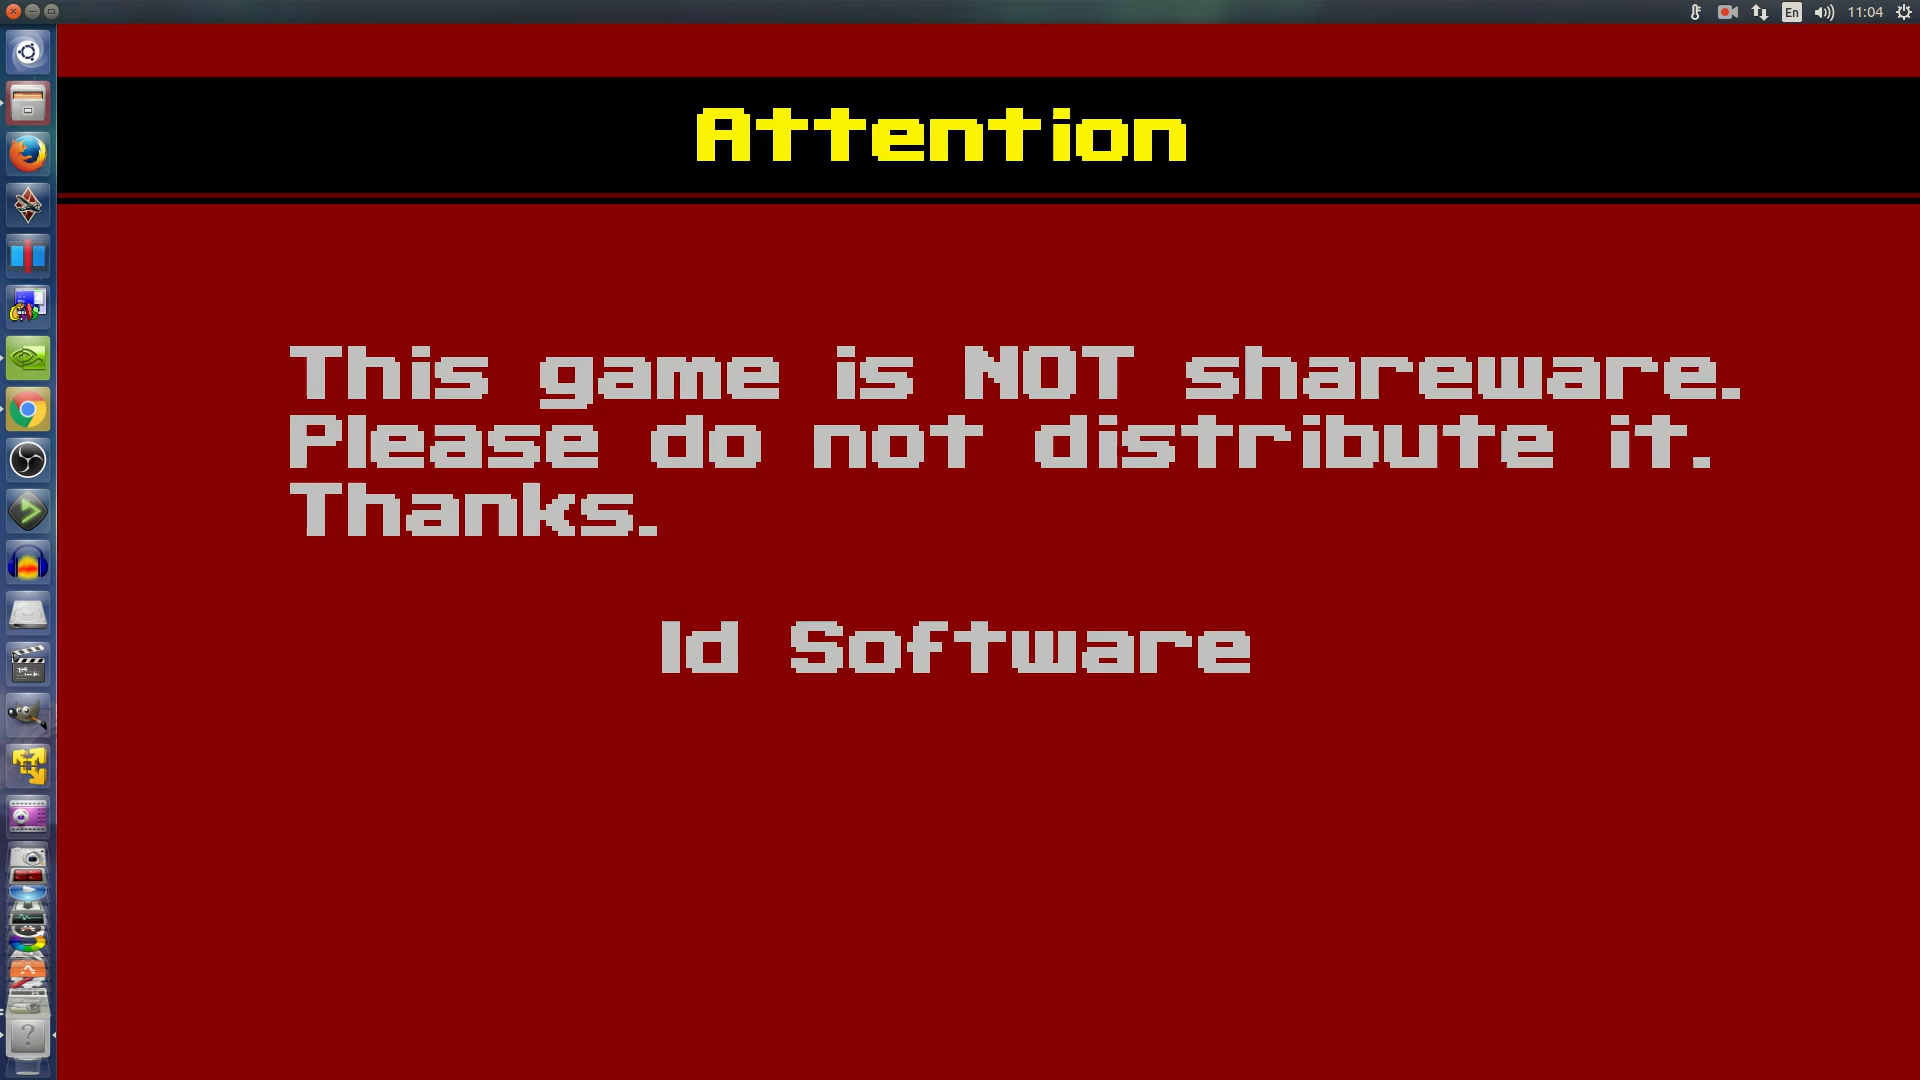 En
11:04
Attention
This game is NOT shareware.
Please do not distribute it.
Thanks.
Id Software